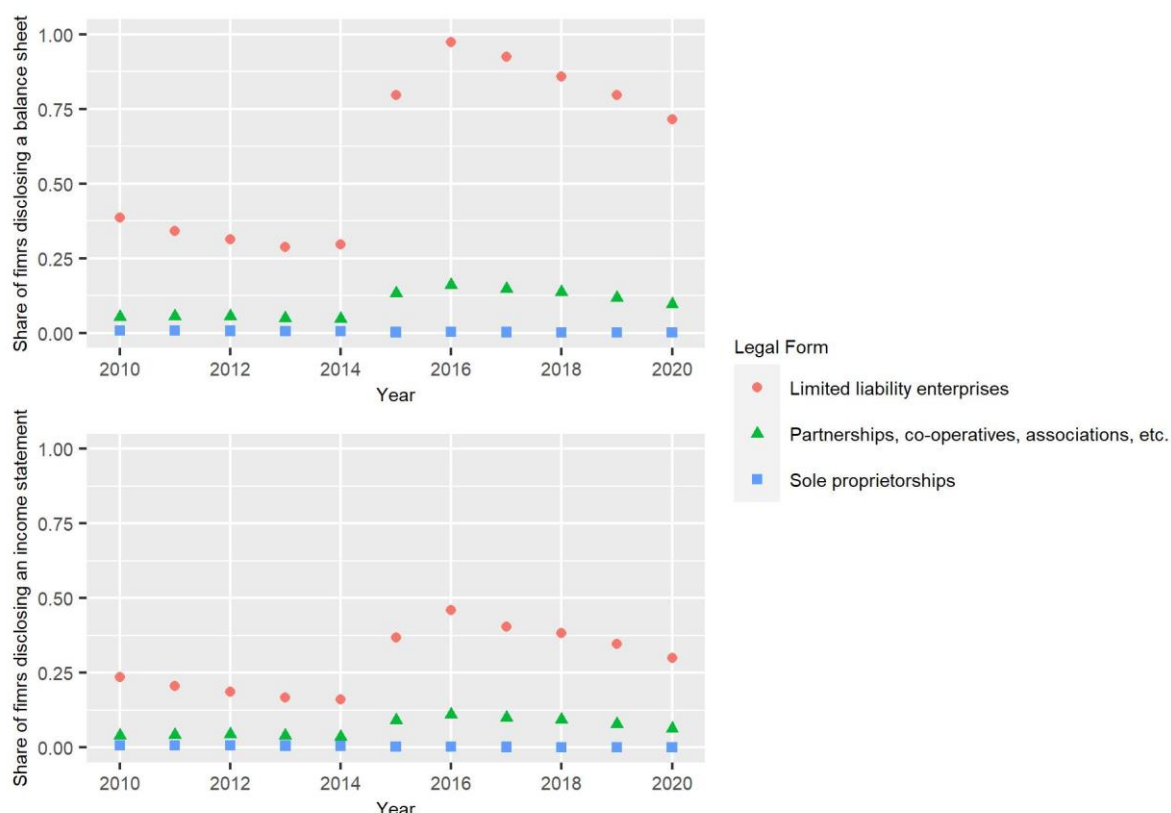 Share of fimrs disclosing a balance sheet
1.00
0.75
0.50
0.25
0.00
2010 2012 2014 2016 2018 2020
Year
Legal Form
Limited liability enterprises
Partnerships, co-operatives, associations, etc.
Sole proprietorships
Share of fimrs disclosing an income statement
1.00
0.75
0.50
0.25
0.00
2010 2012 2014 2016 2018 2020
Year